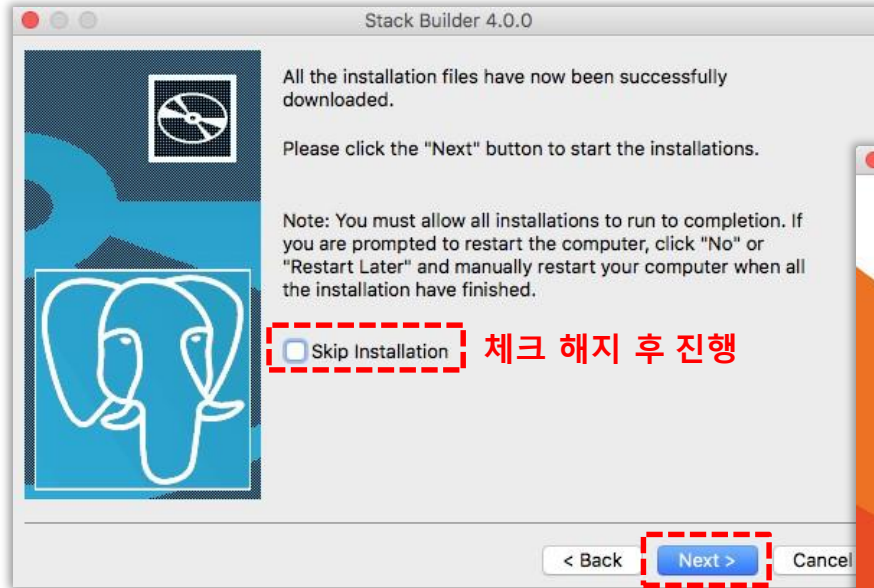 Stack Builder 4.0.0
All the installation files have now been successfully
downloaded.
Please click the "Next" button to start the installations.
Note: You must allow all installations to run to completion. If
you are prompted to restart the computer, click "No" or
"Restart Later" and manually restart your computer when all
the installation have finished.
Skip Installation 체크 해지 후 진행
< Back Next > Cancel